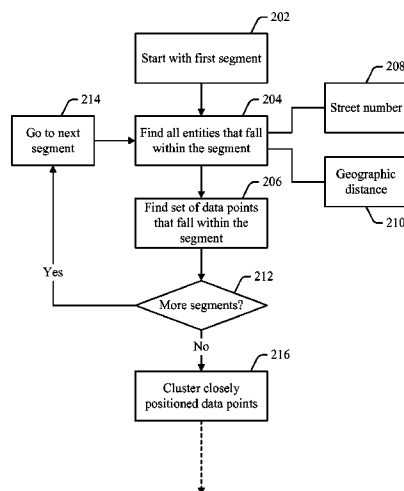 202
Start with first segment
208
Street number
214
Go to next
segment
204
Find all entities that fall
within the segment
Geographic
distance
210
206
Find set of data points
that fall within the
segment
Yes
212
More segments?
No
216
Cluster closely
positioned data points